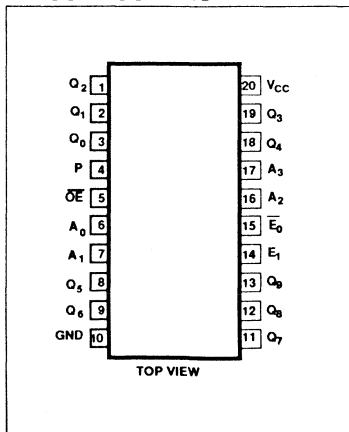 Q2 1 20 VCC
Q1 2 19 Q3
Q0 3 18 Q4
P 4 17 A3
O̅E̅ 5 16 A2
A0 6 15 E̅0
A1 7 14 E1
Q5 8 13 Q9
Q6 9 12 Q8
GND 10 11 Q7
TOP VIEW